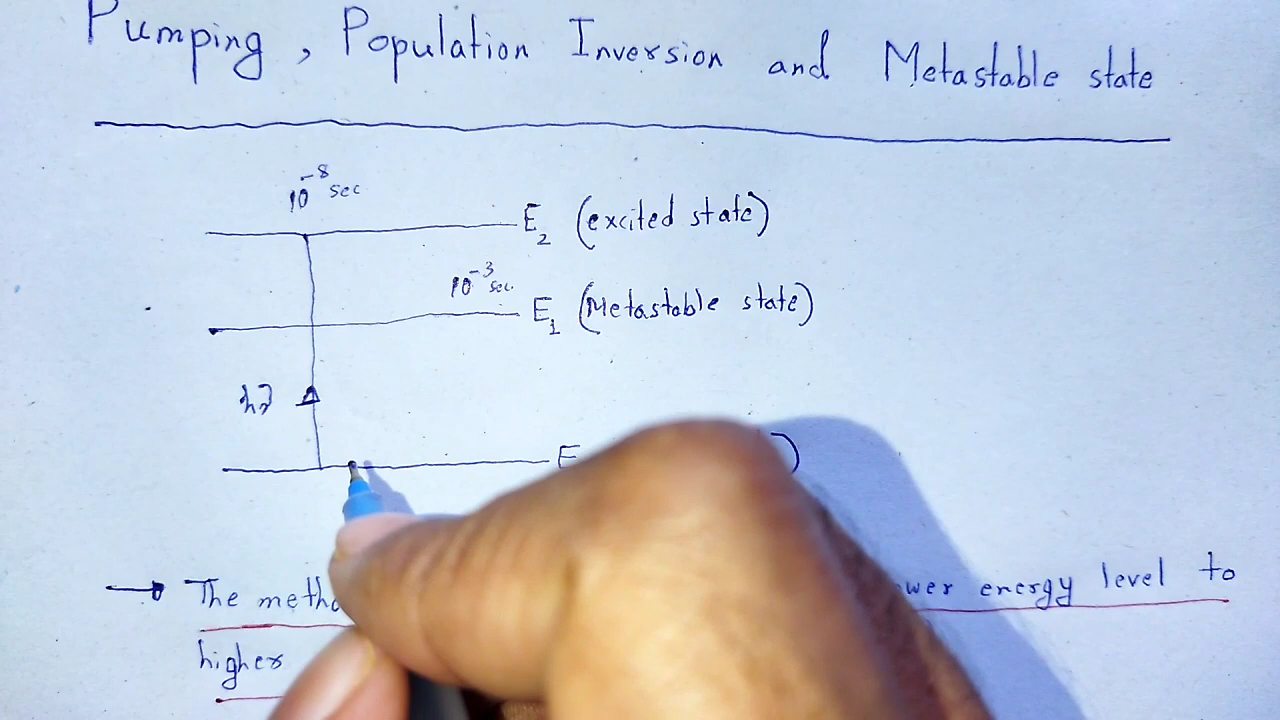 Pumping, Population Inversion and Metastable state
10⁻⁸ sec
E₂ (excited state)
10⁻³ sec.
E₁ (Metastable state)
hν
E )
→ The metho wer energy level to
higher